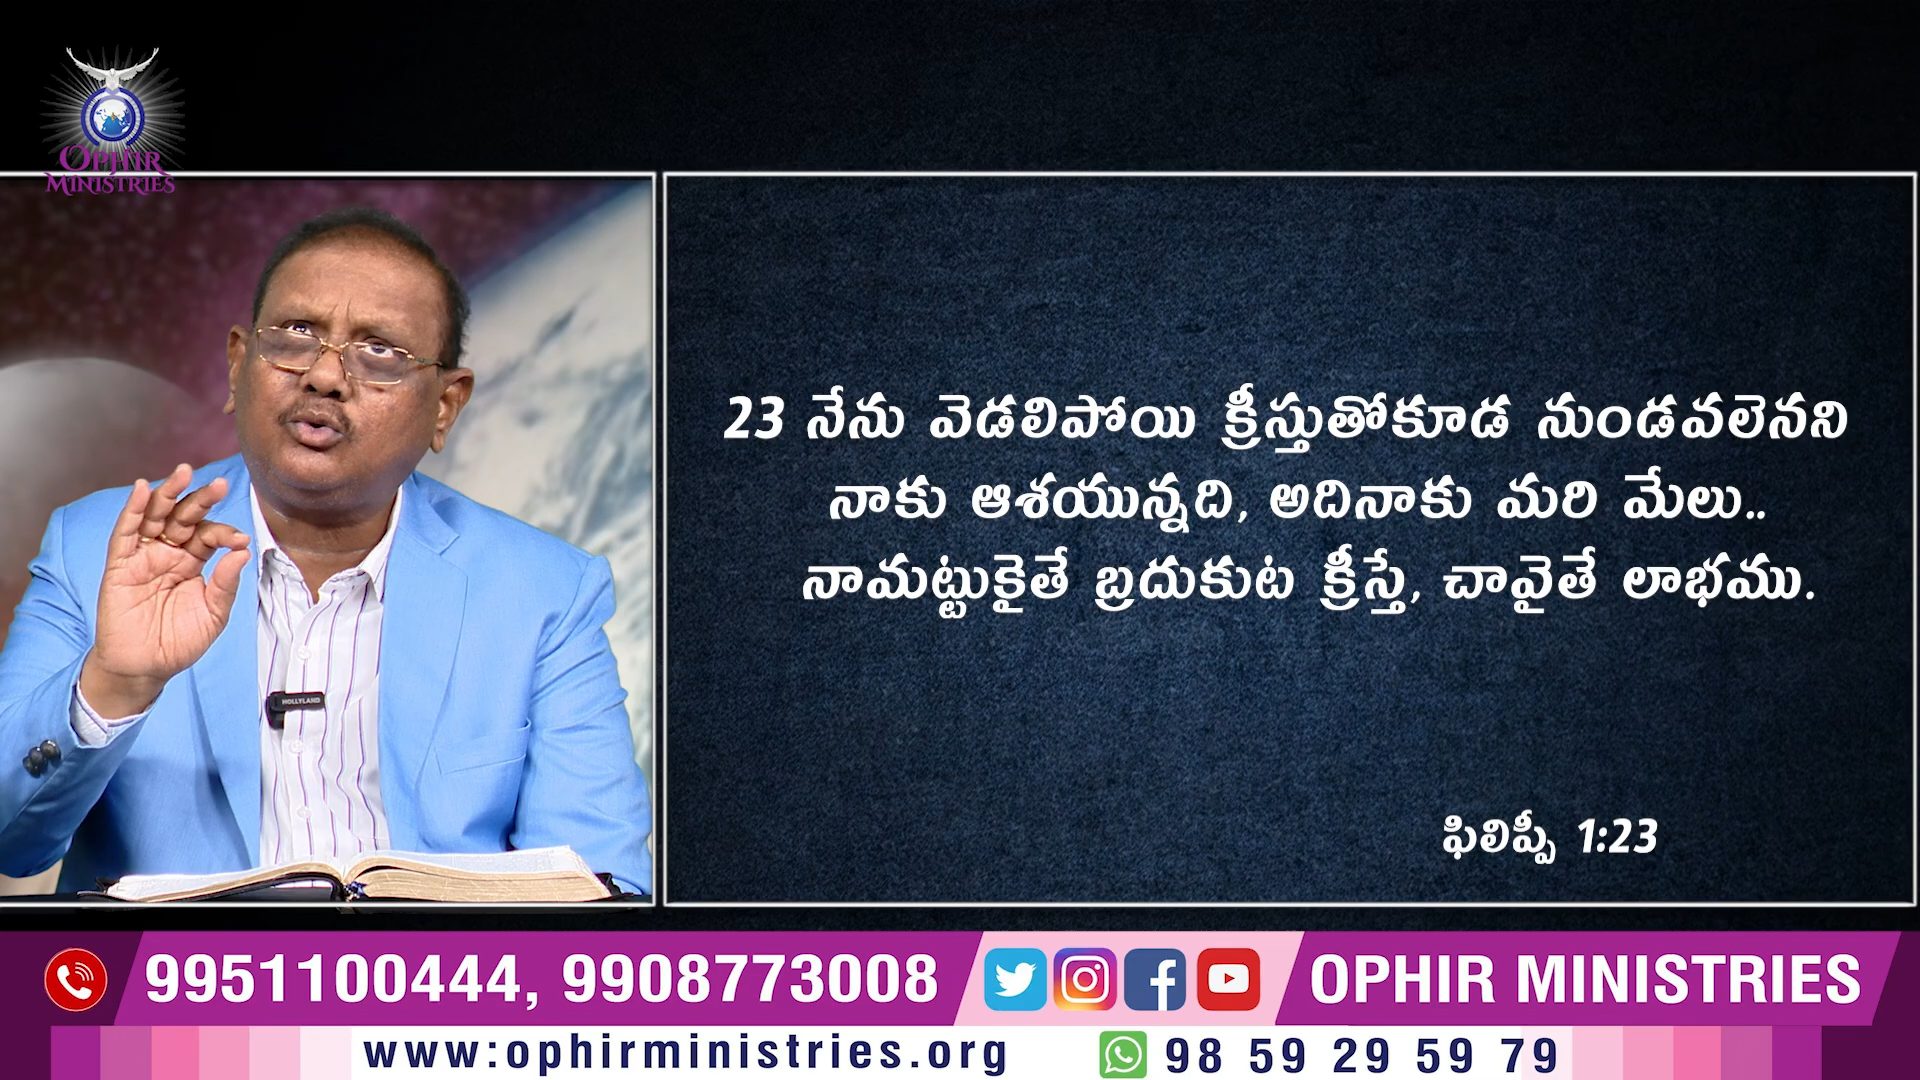 OPHIR
MINISTRIES
HOLLYLAND
23 నేను వెడలిపోయి క్రీస్తుతోకూడ నుండవలెనని
నాకు ఆశయున్నది, అదినాకు మరి మేలు..
నామట్టుకైతే బ్రదుకుట క్రీస్తే, చావైతే లాభము.
ఫిలిప్పీ 1:23
9951100444, 9908773008
OPHIR MINISTRIES
www:ophirministries.org
98 59 29 59 79